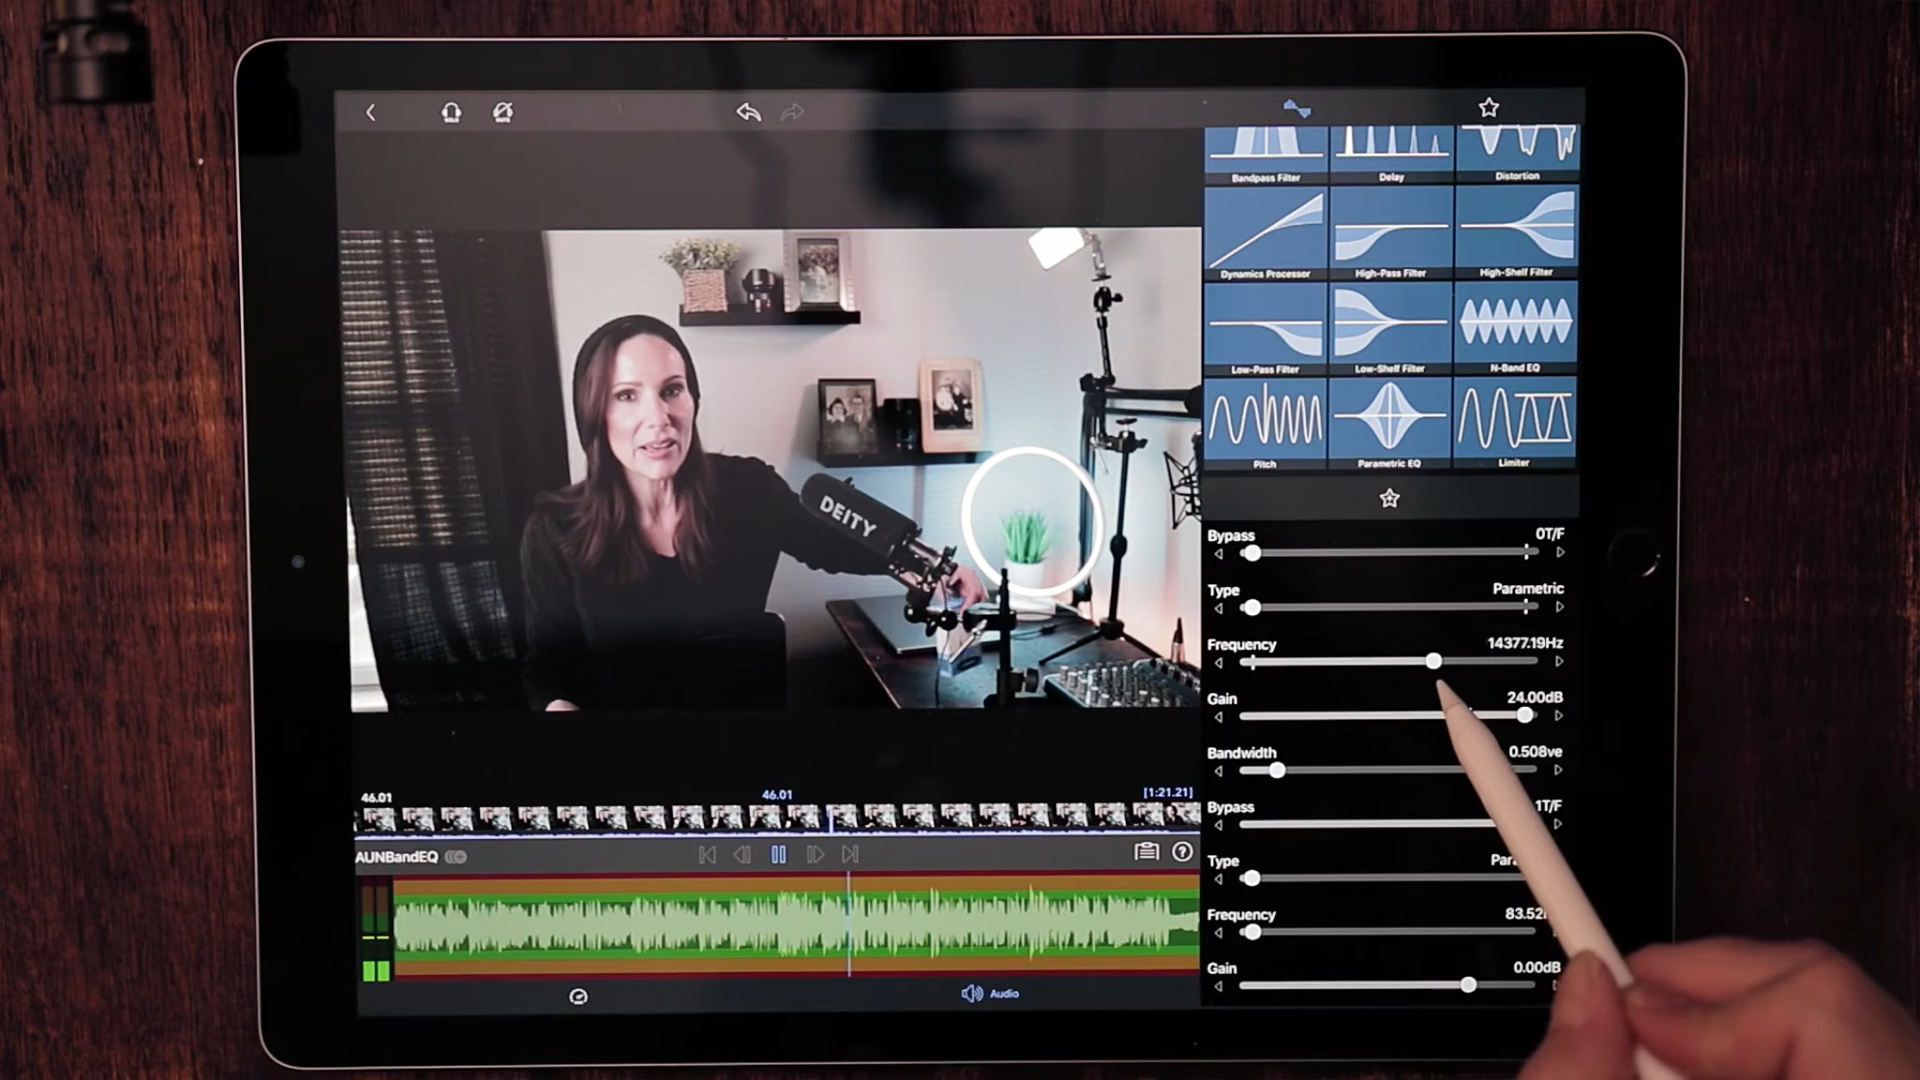 SOLO
MUTE
Bandpass Filter
Delay
Distortion
Dynamics Processor
High-Pass Filter
High-Shelf Filter
Low-Pass Filter
Low-Shelf Filter
N-Band EQ
Pitch
Parametric EQ
Limiter
DEITY
Bypass
0T/F
Type
Parametric
Frequency
14377.19Hz
Gain
24.00dB
Bandwidth
0.508ve
Bypass
1T/F
Type
Frequency
Gain
0.00dB
46.01
46.01
[1:21.21]
AUNBandEQ
?
Audio